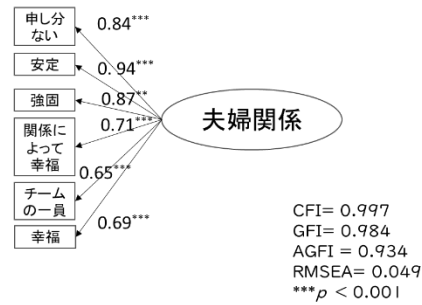 申し分
ない
0.84***
安定
0.94***
強固
0.87**
関係に
よって
幸福
0.71***
チーム
の一員
0.65***
幸福
0.69***
夫婦関係
CFI= 0.997
GFI= 0.984
AGFI = 0.934
RMSEA= 0.049
***p < 0.001